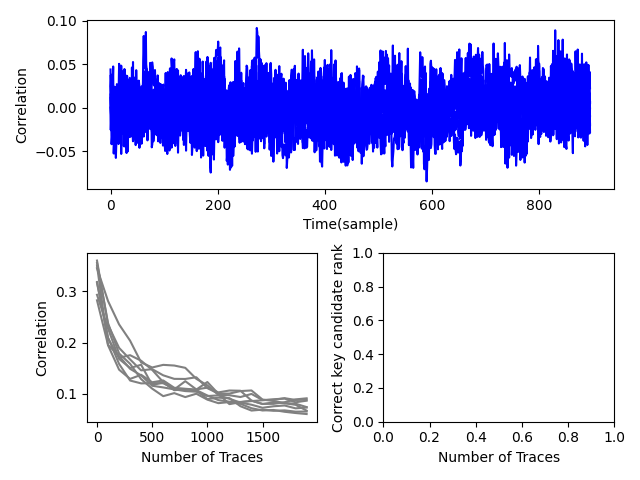 0.10
0.05
0.00
−0.05
Correlation
0 200 400 600 800
Time(sample)
0.3
0.2
0.1
Correlation
0 500 1000 1500
Number of Traces
1.0
0.8
0.6
0.4
0.2
0.0
Correct key candidate rank
0.0 0.2 0.4 0.6 0.8 1.0
Number of Traces